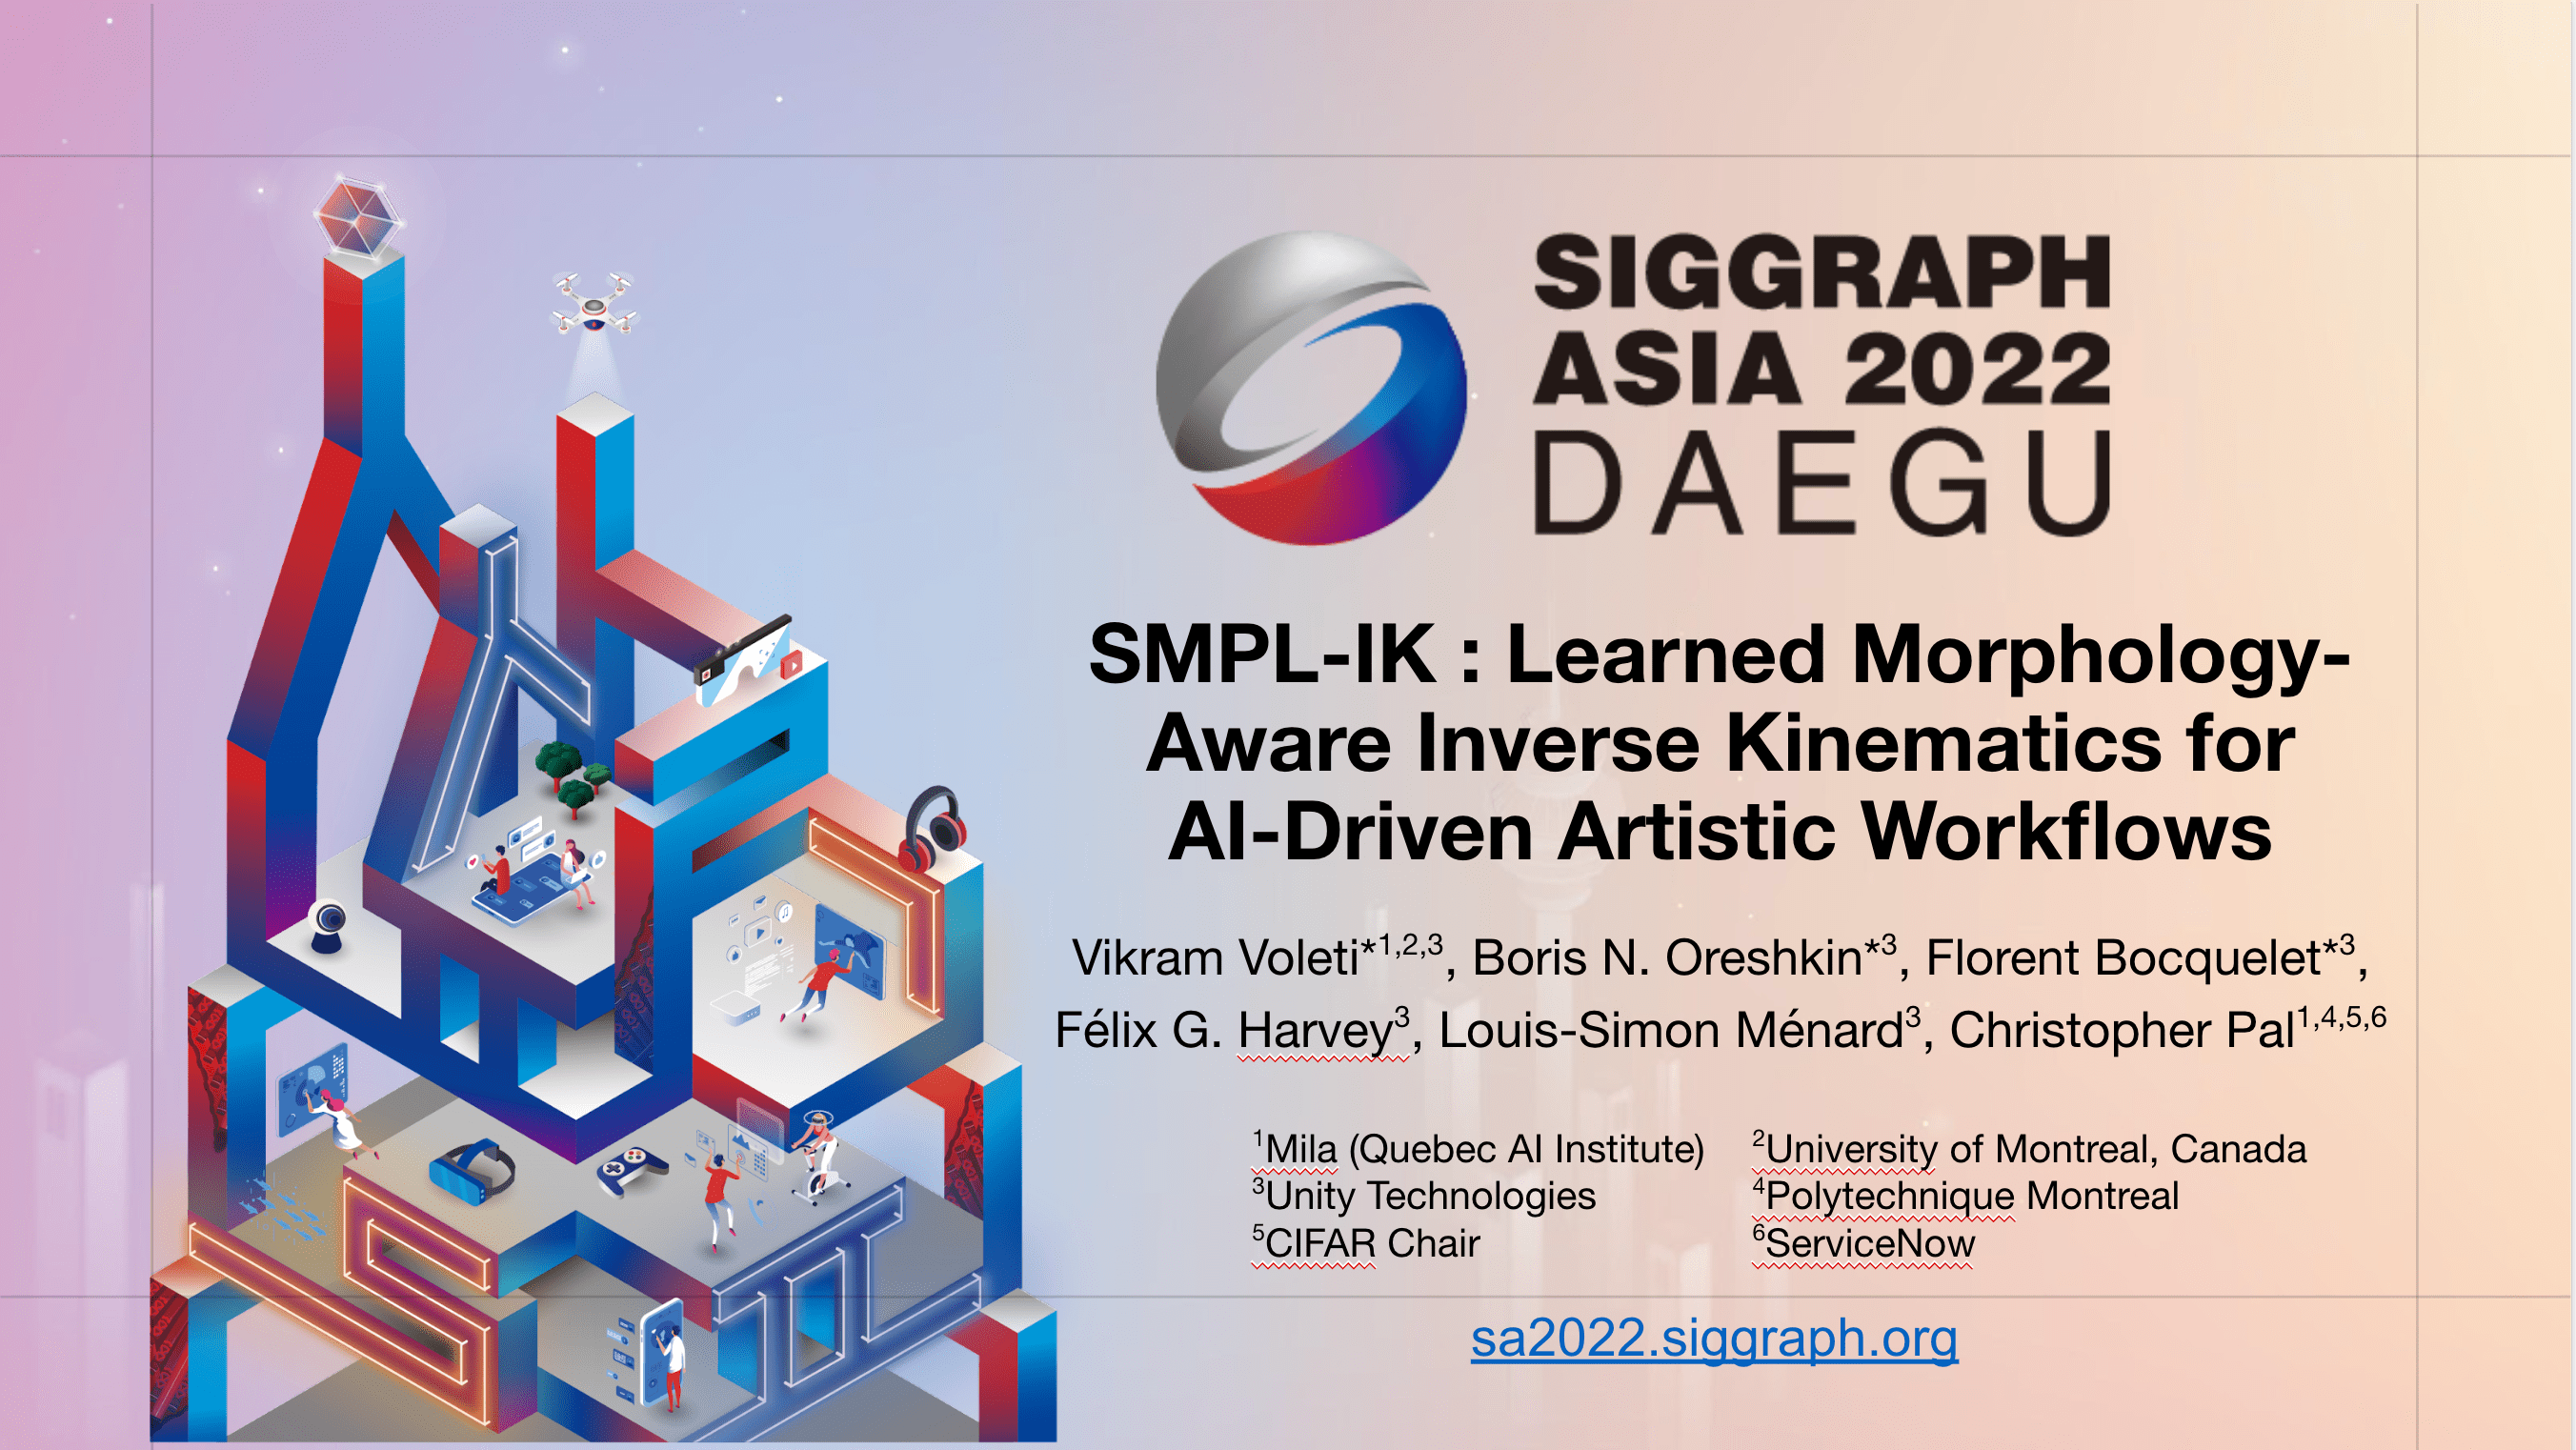 SIGGRAPH
ASIA 2022
DAEGU
SMPL-IK : Learned Morphology-
Aware Inverse Kinematics for
AI-Driven Artistic Workflows
Vikram Voleti*1,2,3, Boris N. Oreshkin*3, Florent Bocquelet*3,
Félix G. Harvey3, Louis-Simon Ménard3, Christopher Pal1,4,5,6
1Mila (Quebec AI Institute) 2University of Montreal, Canada
3Unity Technologies 4Polytechnique Montreal
5CIFAR Chair 6ServiceNow
sa2022.siggraph.org